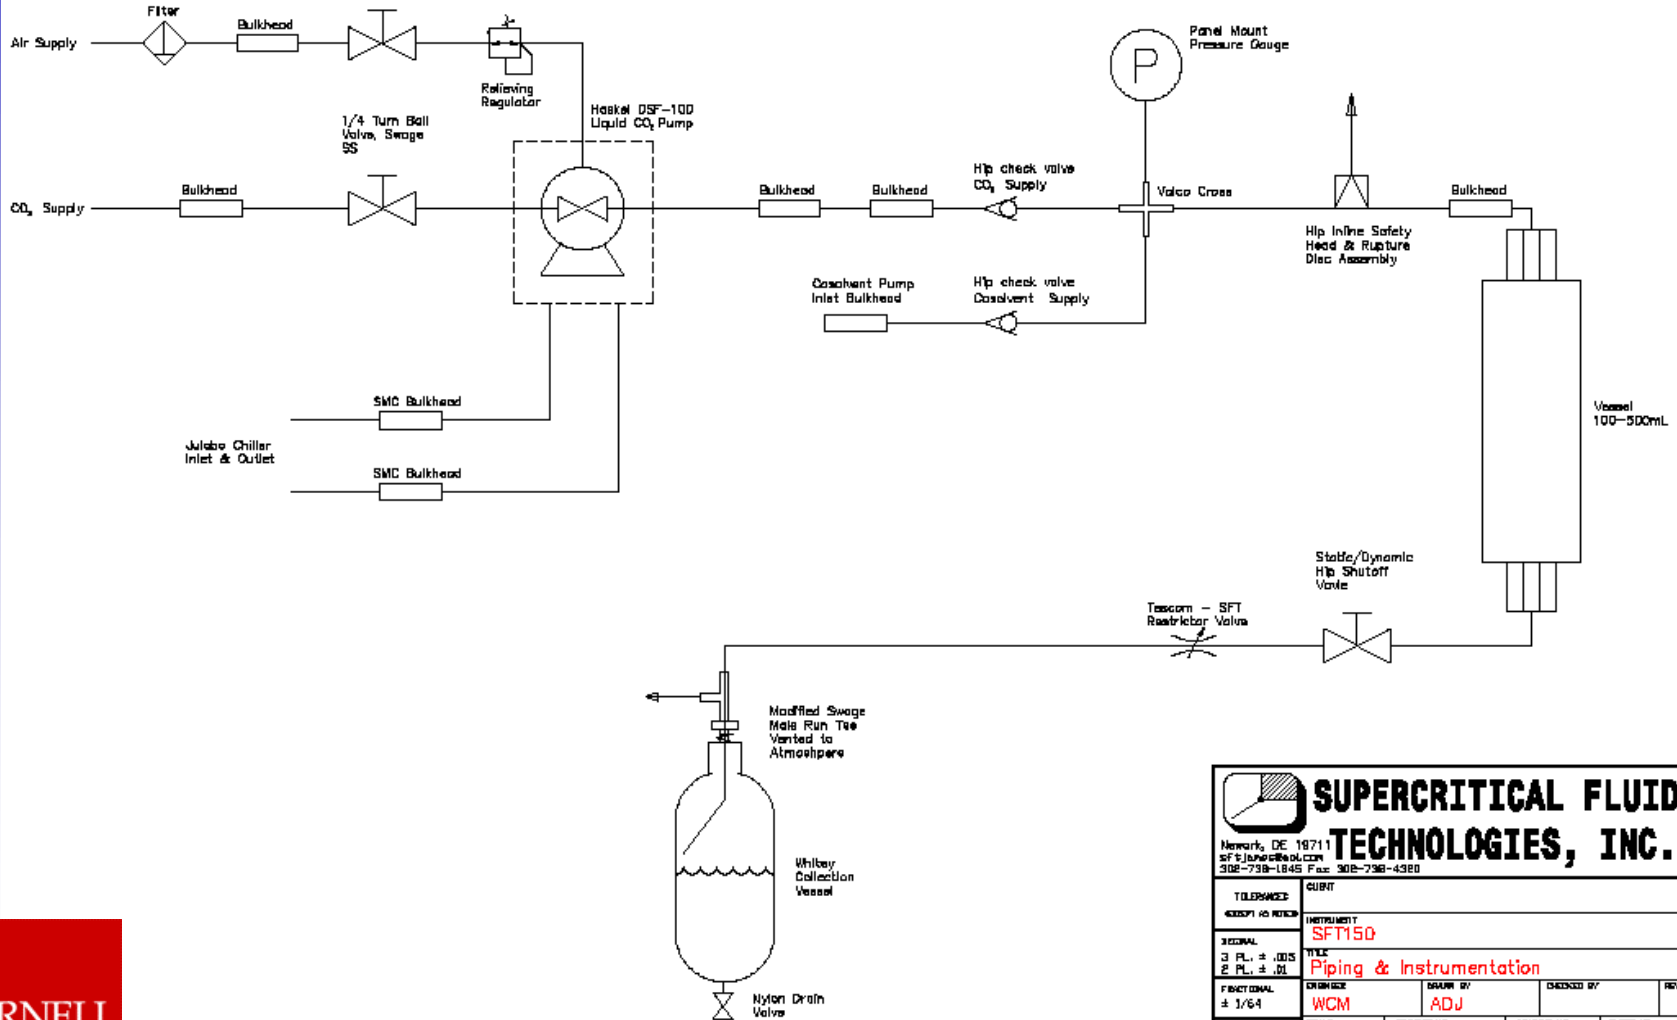 Filter
Bulkhead
Air Supply
Relieving
Regulator
Haskel DSF-100
Liquid CO₂ Pump
1/4 Turn Ball
Valve, Swage
SS
Panel Mount
Pressure Gauge
P
Bulkhead
CO₂ Supply
Bulkhead
Bulkhead
Hip check valve
CO₂ Supply
Valco Cross
Bulkhead
Hip Inline Safety
Head & Rupture
Disc Assembly
Cosolvent Pump
Inlet Bulkhead
Hip check valve
Cosolvent Supply
SMC Bulkhead
Julabo Chiller
Inlet & Outlet
SMC Bulkhead
Vessel
100-500mL
Static/Dynamic
Hip Shutoff
Vavle
Tescom - SFT
Restrictor Valve
Modified Swage
Male Run Tee
Vented to
Atmoshpere
Whitey
Collection
Vessel
Nylon Drain
Valve
SUPERCRITICAL FLUID
TECHNOLOGIES, INC.
Newark, DE 19711
302-738-1845 Fax 302-738-4320
TOLERANCES
EXCEPT AS NOTED
CLIENT
INSTRUMENT
SFT150
DECIMAL
3 PL. ± .005
2 PL. ± .01
TITLE
Piping & Instrumentation
FRACTIONAL
± 1/64
ENGINEER
WCM
DRAWN BY
ADJ
CHECKED BY
RNELL